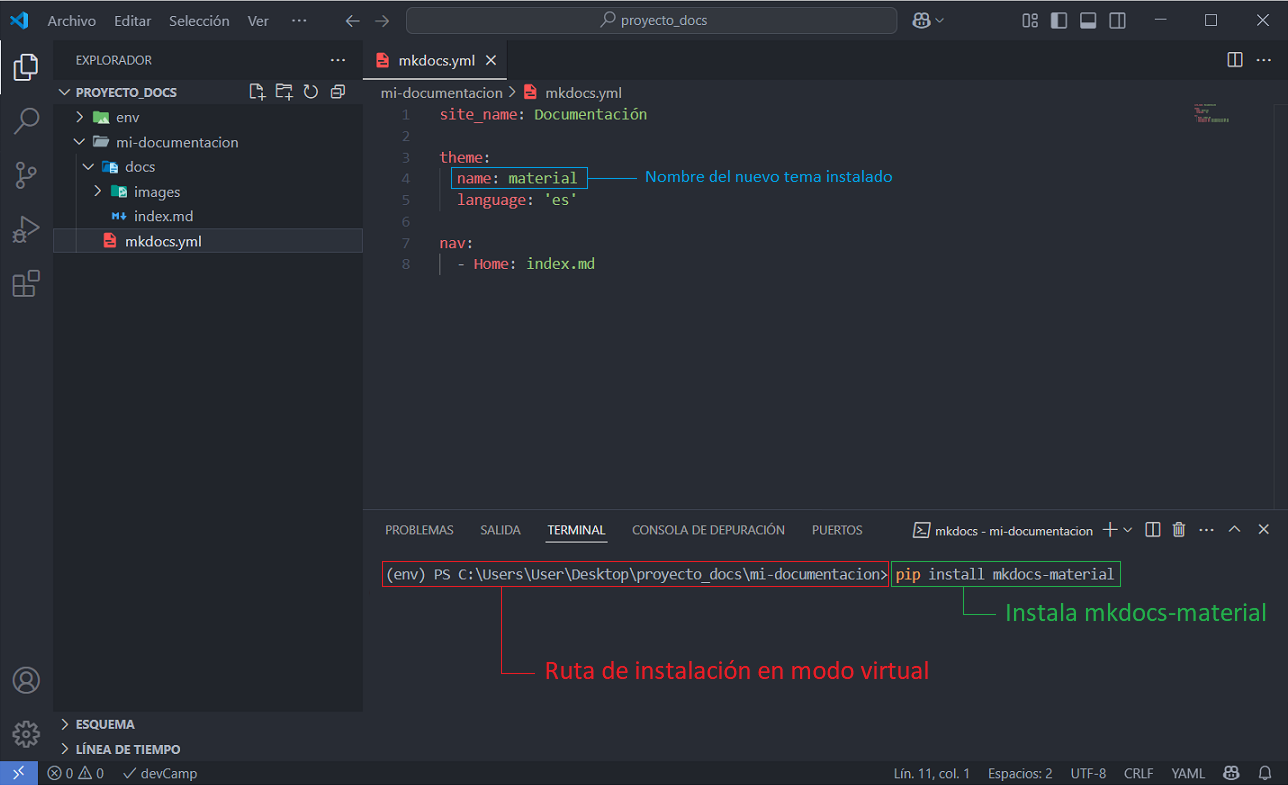 Archivo Editar Selección Ver ···
proyecto_docs
EXPLORADOR ···
PROYECTO_DOCS
env
mi-documentacion
docs
images
index.md
mkdocs.yml
mkdocs.yml
mi-documentacion > mkdocs.yml
1 site_name: Documentación
2
3 theme:
4 name: material
Nombre del nuevo tema instalado
5 language: 'es'
6
7 nav:
8 - Home: index.md
PROBLEMAS SALIDA TERMINAL CONSOLA DE DEPURACIÓN PUERTOS
mkdocs - mi-documentacion
(env) PS C:\Users\User\Desktop\proyecto_docs\mi-documentacion> pip install mkdocs-material
Instala mkdocs-material
Ruta de instalación en modo virtual
ESQUEMA
LÍNEA DE TIEMPO
0 0 devCamp
Lín. 11, col. 1 Espacios: 2 UTF-8 CRLF YAML